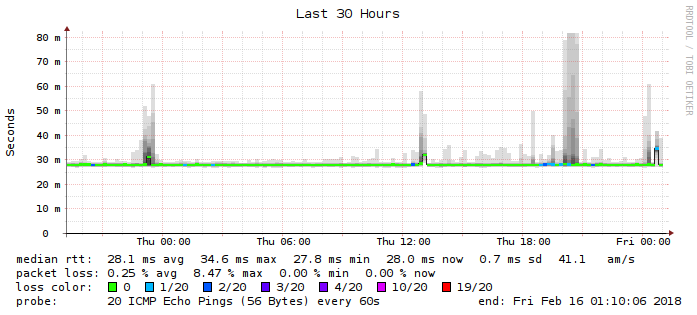 Last 30 Hours
RRDTOOL / TOBI OETIKER
Seconds
80 m
70 m
60 m
50 m
40 m
30 m
20 m
10 m
0
Thu 00:00 Thu 06:00 Thu 12:00 Thu 18:00 Fri 00:00
median rtt: 28.1 ms avg 34.6 ms max 27.8 ms min 28.0 ms now 0.7 ms sd 41.1 am/s
packet loss: 0.25 % avg 8.47 % max 0.00 % min 0.00 % now
loss color: 0 1/20 2/20 3/20 4/20 10/20 19/20
probe: 20 ICMP Echo Pings (56 Bytes) every 60s end: Fri Feb 16 01:10:06 2018